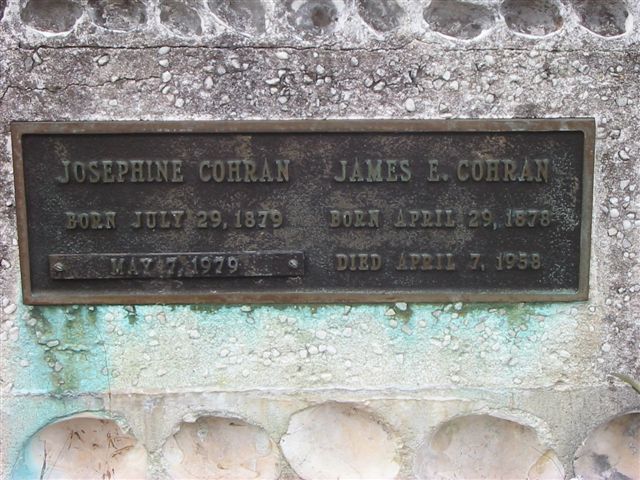 JOSEPHINE COHRAN
BORN JULY 29, 1879
MAY 7, 1979
JAMES E. COHRAN
BORN APRIL 29, 1878
DIED APRIL 7, 1958